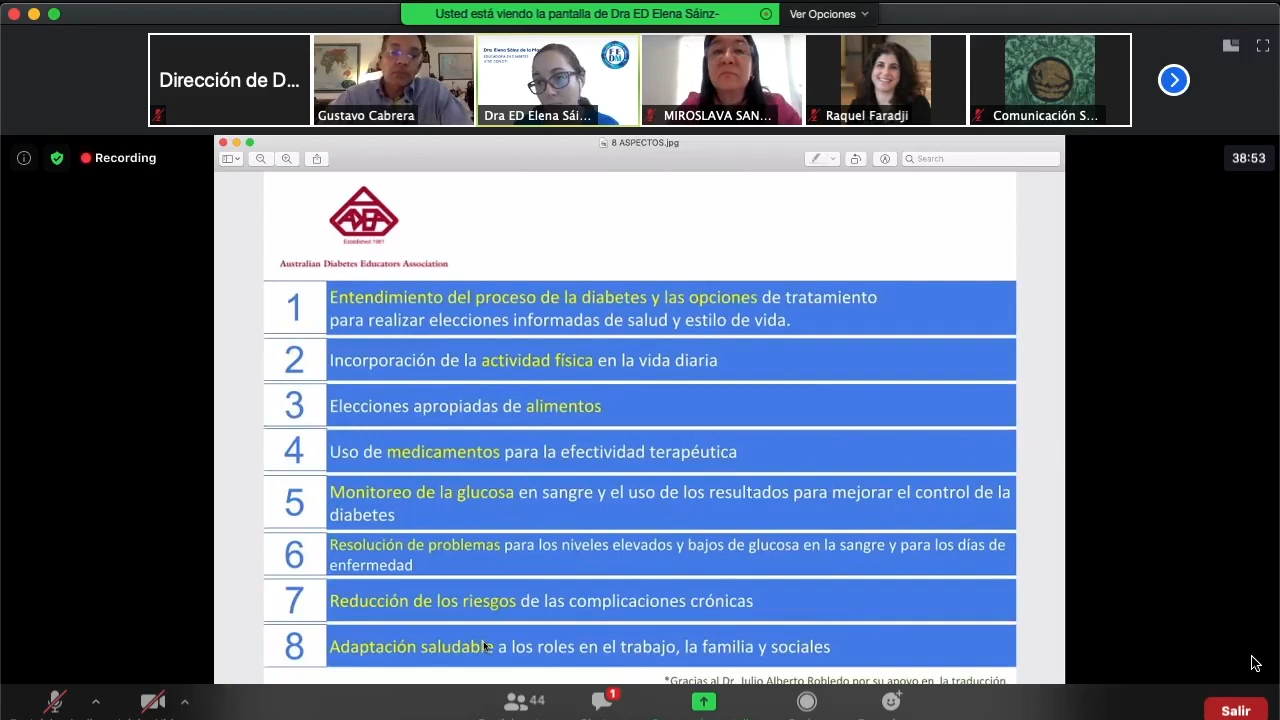 Usted está viendo la pantalla de Dra ED Elena Sáinz-
Ver Opciones
Dirección de D...
Gustavo Cabrera
Dra ED Elena Sái...
MIROSLAVA SAN...
Raquel Faradji
Comunicación S...
Recording
8 ASPECTOS.jpg
Search
38:53
ADEA
Established 1981
Australian Diabetes Educators Association
1
Entendimiento del proceso de la diabetes y las opciones de tratamiento
para realizar elecciones informadas de salud y estilo de vida.
2
Incorporación de la actividad física en la vida diaria
3
Elecciones apropiadas de alimentos
4
Uso de medicamentos para la efectividad terapéutica
5
Monitoreo de la glucosa en sangre y el uso de los resultados para mejorar el control de la
diabetes
6
Resolución de problemas para los niveles elevados y bajos de glucosa en la sangre y para los días de
enfermedad
7
Reducción de los riesgos de las complicaciones crónicas
8
Adaptación saludable a los roles en el trabajo, la familia y sociales
*Gracias al Dr. Julio Alberto Robledo por su apoyo en la traducción.
44
1
Salir